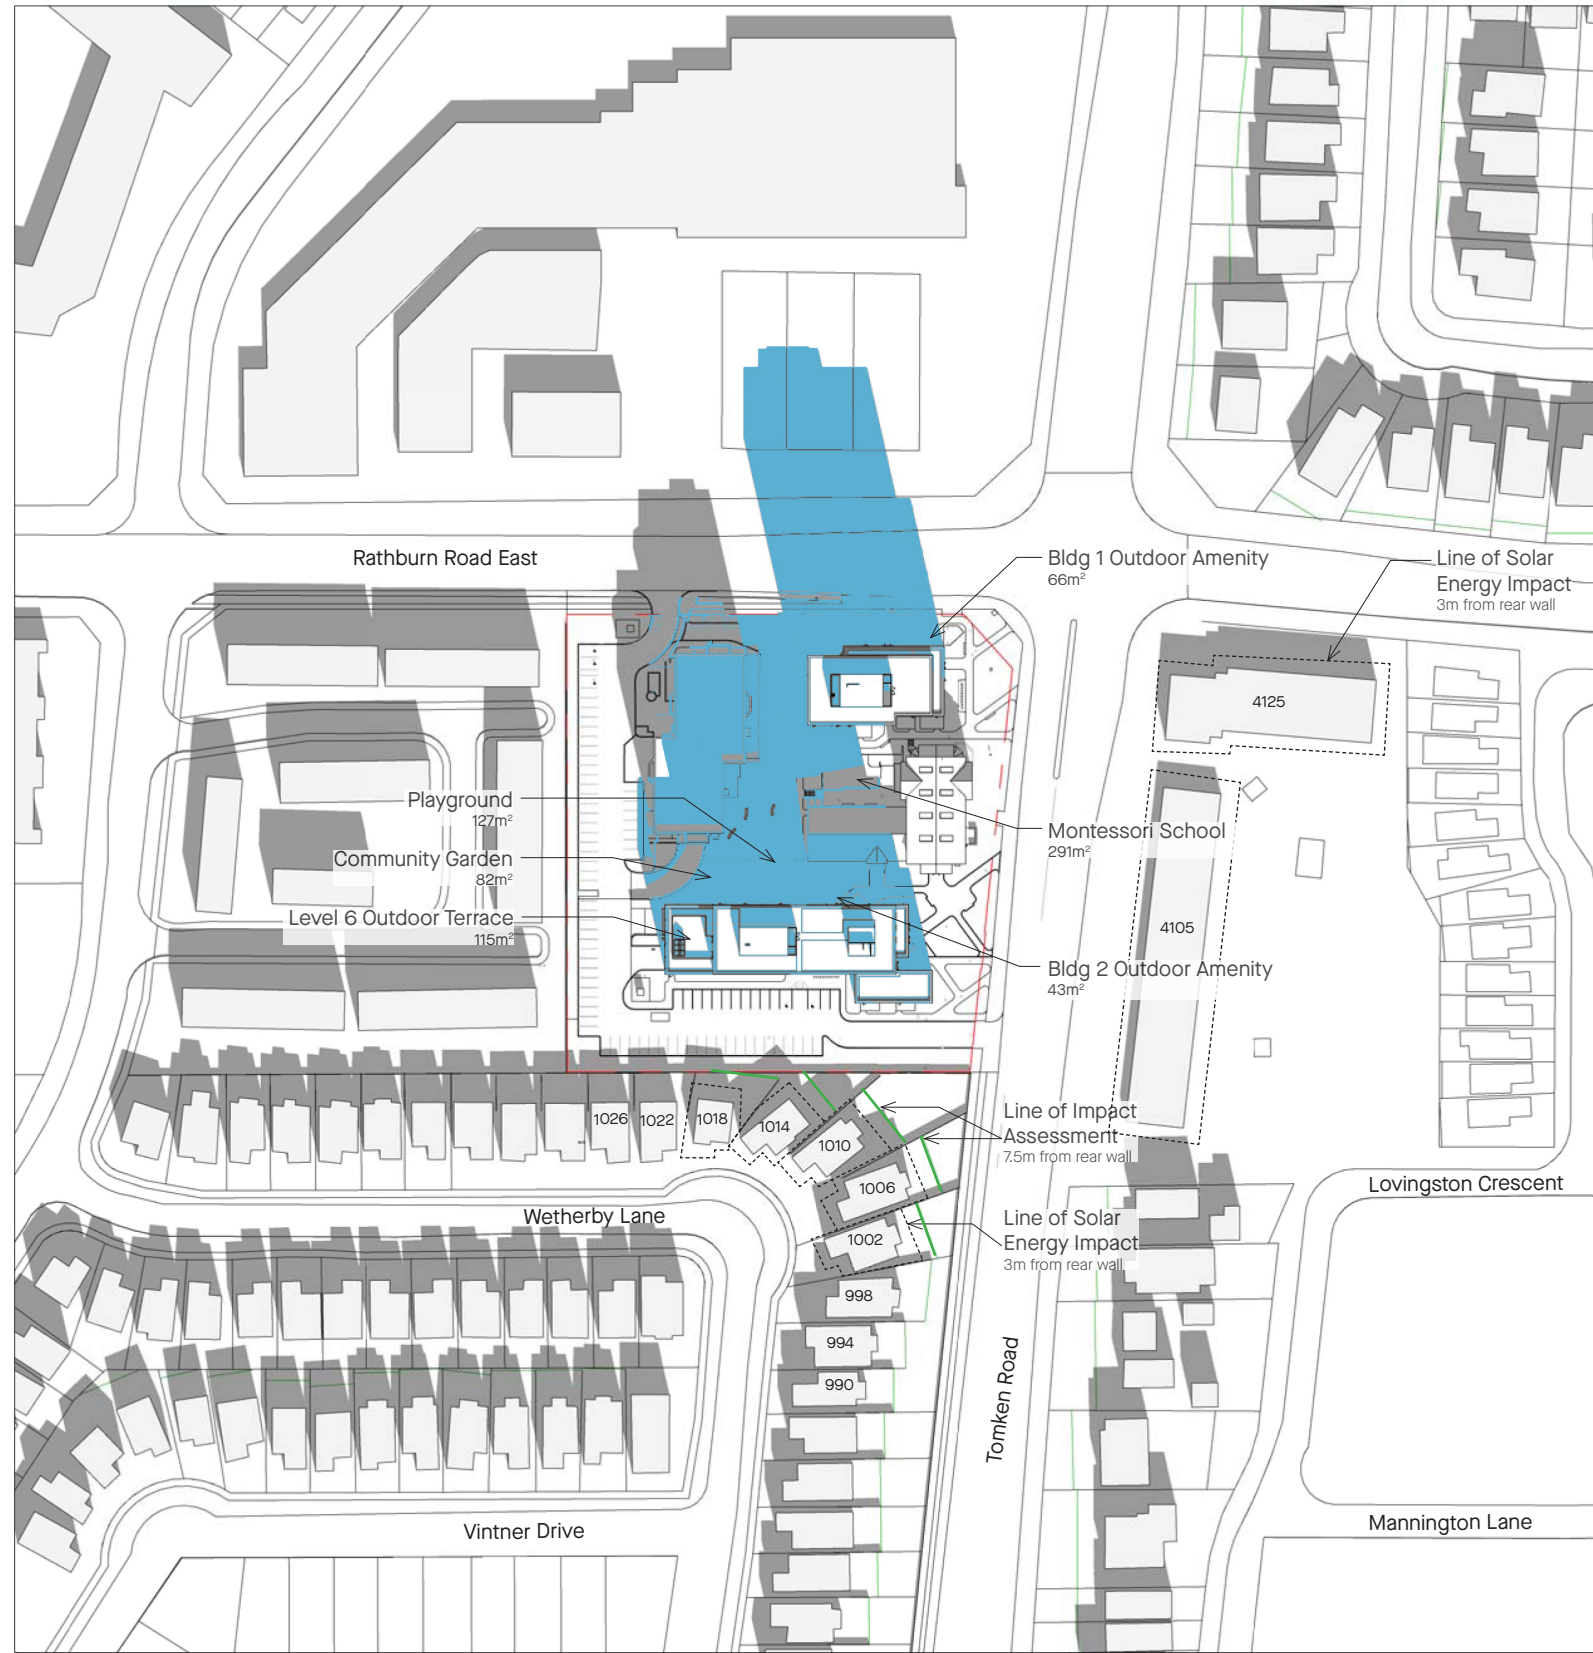 Rathburn Road East
Bldg 1 Outdoor Amenity
66m²
Line of Solar
Energy Impact
3m from rear wall
4125
Playground
127m²
Montessori School
291m²
Community Garden
82m²
Level 6 Outdoor Terrace
115m²
4105
Bldg 2 Outdoor Amenity
43m²
1026
1022
1018
1014
1010
1006
1002
998
994
990
Line of Impact
Assessment
7.5m from rear wall
Line of Solar
Energy Impact
3m from rear wall
Lovingston Crescent
Wetherby Lane
Tomken Road
Vintner Drive
Mannington Lane